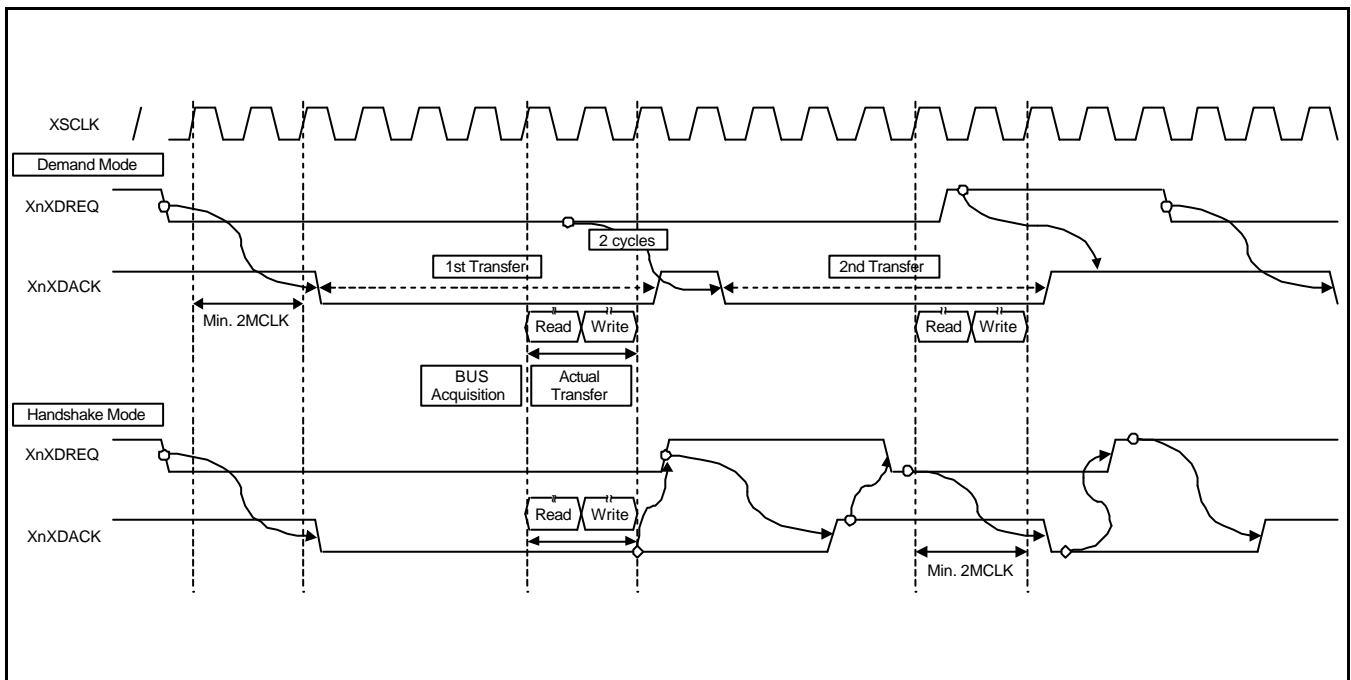 XSCLK
Demand Mode
XnXDREQ
2 cycles
1st Transfer
2nd Transfer
XnXDACK
Min. 2MCLK
Read
Write
Read
Write
BUS
Acquisition
Actual
Transfer
Handshake Mode
XnXDREQ
Read
Write
XnXDACK
Min. 2MCLK